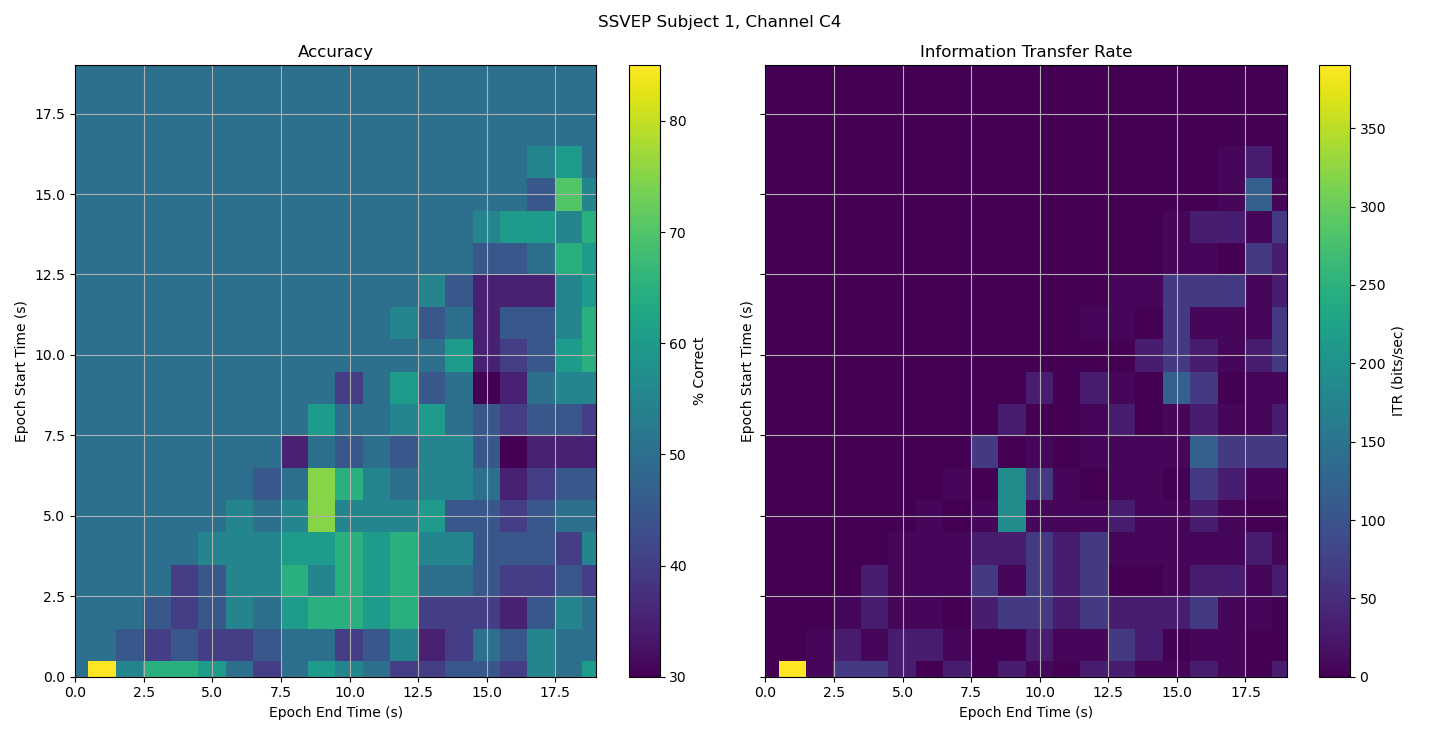 SSVEP Subject 1, Channel C4
Accuracy
Information Transfer Rate
17.5
15.0
12.5
10.0
7.5
5.0
2.5
0.0
Epoch Start Time (s)
0.0 2.5 5.0 7.5 10.0 12.5 15.0 17.5
Epoch End Time (s)
80
70
60
50
40
30
% Correct
Epoch Start Time (s)
0.0 2.5 5.0 7.5 10.0 12.5 15.0 17.5
Epoch End Time (s)
350
300
250
200
150
100
50
0
ITR (bits/sec)